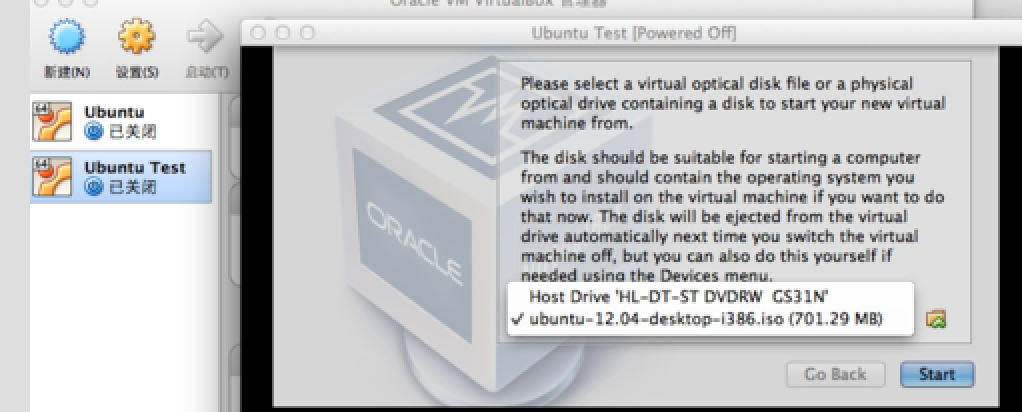 Oracle VM VirtualBox 管理器
新建(N)
设置(S)
启动(T)
64
Ubuntu
已关闭
64
Ubuntu Test
已关闭
Ubuntu Test [Powered Off]
ORACLE
Please select a virtual optical disk file or a physical
optical drive containing a disk to start your new virtual
machine from.
The disk should be suitable for starting a computer
from and should contain the operating system you
wish to install on the virtual machine if you want to do
that now. The disk will be ejected from the virtual
drive automatically next time you switch the virtual
machine off, but you can also do this yourself if
needed using the Devices menu.
Host Drive 'HL-DT-ST DVDRW  GS31N'
✓ ubuntu-12.04-desktop-i386.iso (701.29 MB)
Go Back
Start